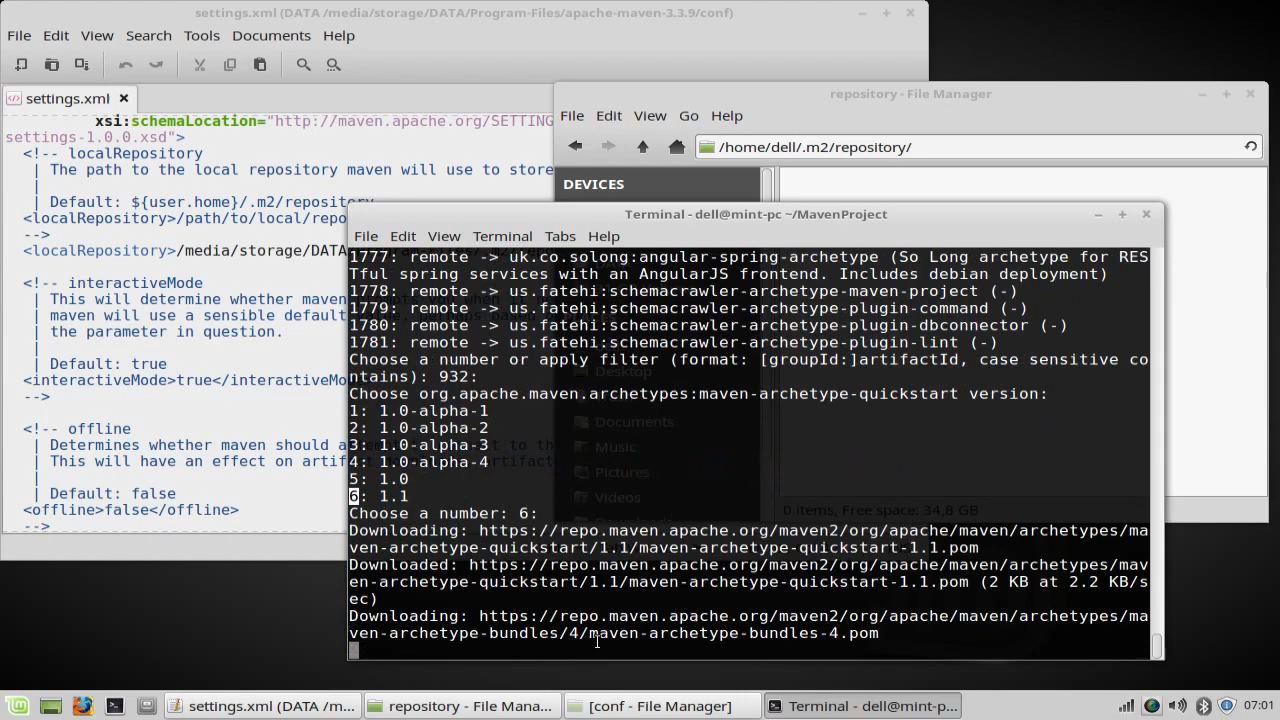 settings.xml (DATA /media/storage/DATA/Program-Files/apache-maven-3.3.9/conf)
File Edit View Search Tools Documents Help
settings.xml
xsi:schemaLocation="http://maven.apache.org/SETTING
settings-1.0.0.xsd">
<!-- localRepository
| The path to the local repository maven will use to store
|
| Default: ${user.home}/.m2/repository
<localRepository>/path/to/local/repo
-->
<localRepository>/media/storage/DATA
<!-- interactiveMode
| This will determine whether maven
| maven will use a sensible default
| the parameter in question.
|
| Default: true
<interactiveMode>true</interactiveMode
-->
<!-- offline
| Determines whether maven should a
| This will have an effect on artifa
|
| Default: false
<offline>false</offline>
-->
repository - File Manager
File Edit View Go Help
/home/dell/.m2/repository/
DEVICES
Desktop
Documents
Music
Pictures
Videos
0 items, Free space: 34,8 GB
Terminal - dell@mint-pc ~/MavenProject
File Edit View Terminal Tabs Help
1777: remote -> uk.co.solong:angular-spring-archetype (So Long archetype for RES
Tful spring services with an AngularJS frontend. Includes debian deployment)
1778: remote -> us.fatehi:schemacrawler-archetype-maven-project (-)
1779: remote -> us.fatehi:schemacrawler-archetype-plugin-command (-)
1780: remote -> us.fatehi:schemacrawler-archetype-plugin-dbconnector (-)
1781: remote -> us.fatehi:schemacrawler-archetype-plugin-lint (-)
Choose a number or apply filter (format: [groupId:]artifactId, case sensitive co
ntains): 932:
Choose org.apache.maven.archetypes:maven-archetype-quickstart version:
1: 1.0-alpha-1
2: 1.0-alpha-2
3: 1.0-alpha-3
4: 1.0-alpha-4
5: 1.0
6: 1.1
Choose a number: 6:
Downloading: https://repo.maven.apache.org/maven2/org/apache/maven/archetypes/ma
ven-archetype-quickstart/1.1/maven-archetype-quickstart-1.1.pom
Downloaded: https://repo.maven.apache.org/maven2/org/apache/maven/archetypes/mav
en-archetype-quickstart/1.1/maven-archetype-quickstart-1.1.pom (2 KB at 2.2 KB/s
ec)
Downloading: https://repo.maven.apache.org/maven2/org/apache/maven/archetypes/ma
ven-archetype-bundles/4/maven-archetype-bundles-4.pom
settings.xml (DATA /m...
repository - File Mana...
[conf - File Manager]
Terminal - dell@mint-p...
07:01